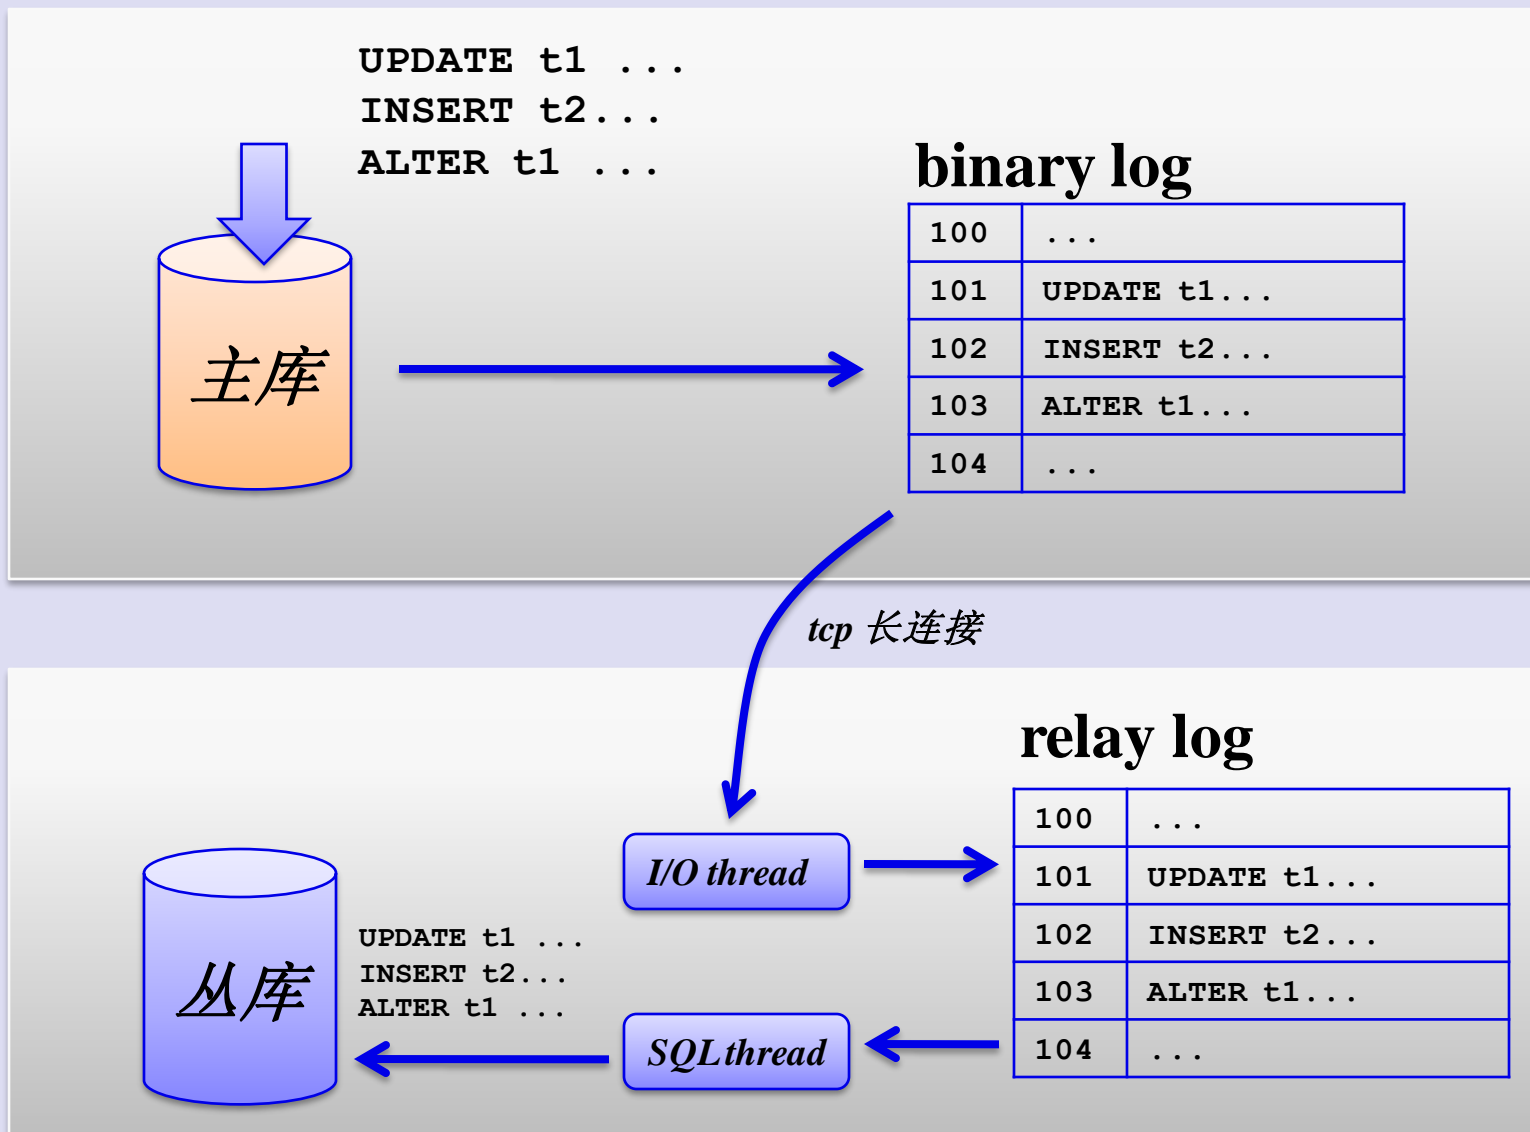 UPDATE t1 ...
INSERT t2...
ALTER t1 ...
binary log
100 ...
101 UPDATE t1...
102 INSERT t2...
103 ALTER t1...
104 ...
主库
tcp 长连接
relay log
100 ...
101 UPDATE t1...
102 INSERT t2...
103 ALTER t1...
104 ...
I/O thread
UPDATE t1 ...
INSERT t2...
ALTER t1 ...
丛库
SQL thread